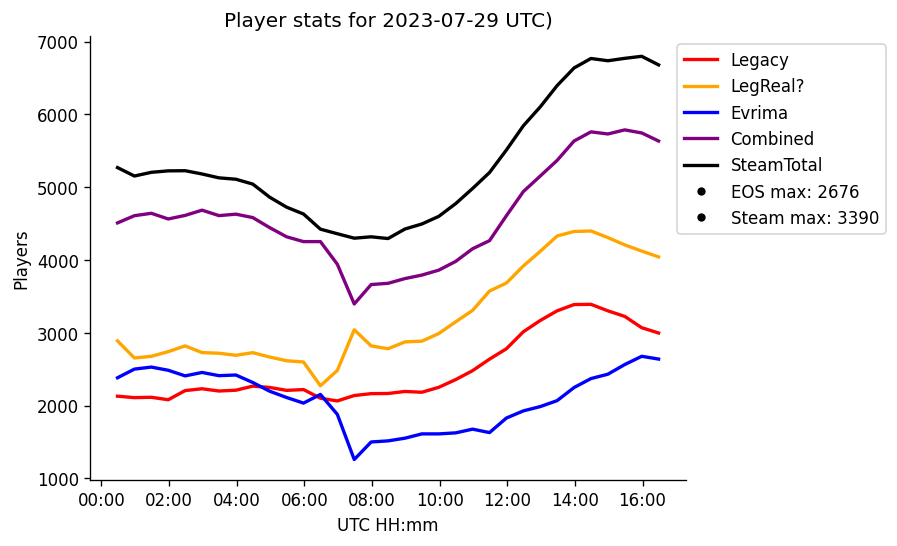 Player stats for 2023-07-29 UTC)
Players
7000
6000
5000
4000
3000
2000
1000
00:00 02:00 04:00 06:00 08:00 10:00 12:00 14:00 16:00
UTC HH:mm
Legacy
LegReal?
Evrima
Combined
SteamTotal
EOS max: 2676
Steam max: 3390